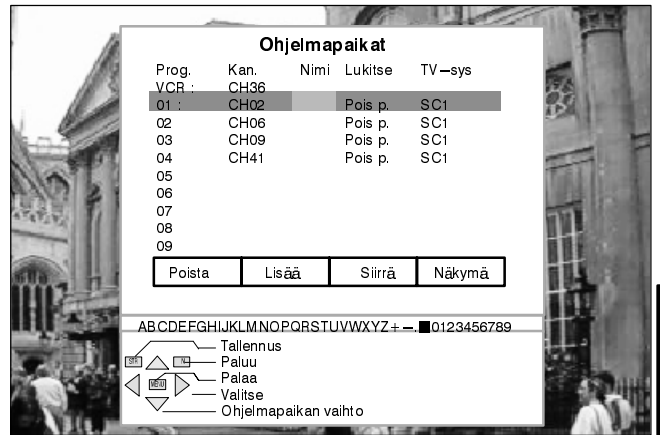 Ohjelmapaikat
Prog. Kan. Nimi Lukitse TV–sys
VCR : CH36
01 : CH02 Pois p. SC1
02 CH06 Pois p. SC1
03 CH09 Pois p. SC1
04 CH41 Pois p. SC1
05
06
07
08
09
Poista Lisää Siirrä Näkymä
ABCDEFGHIJKLMNOPQRSTUVWXYZ+–.■0123456789
Tallennus
STR N Paluu
MENU Palaa
Valitse
Ohjelmapaikan vaihto